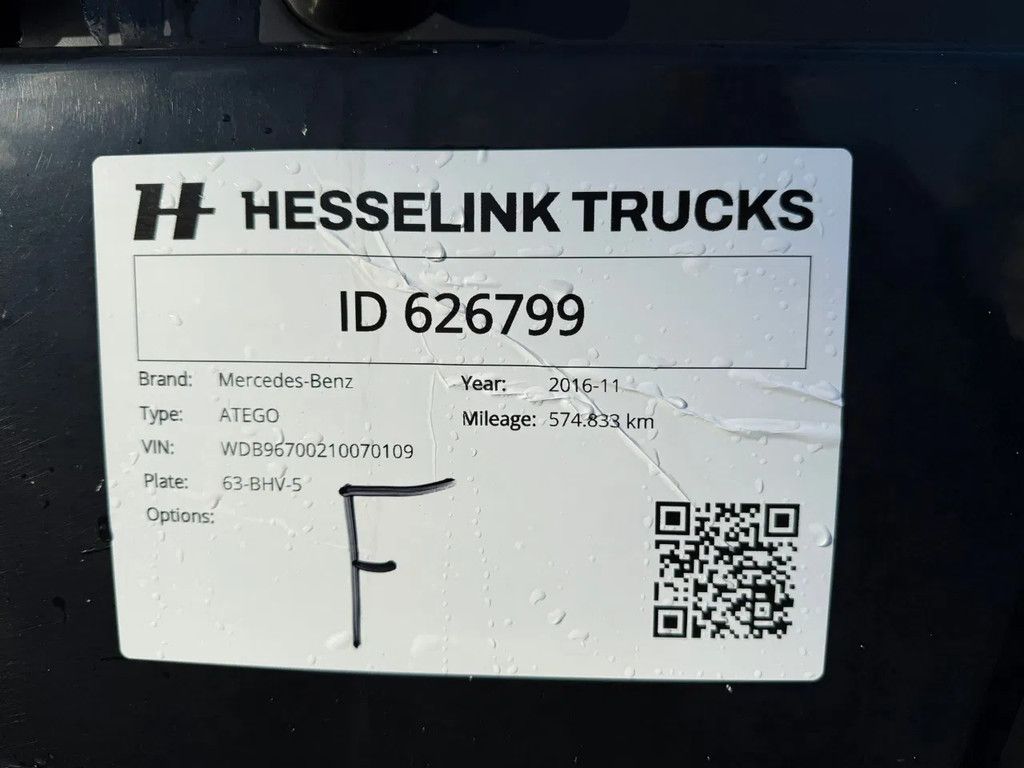 H HESSELINK TRUCKS
ID 626799
Brand: Mercedes-Benz Year: 2016-11
Type: ATEGO Mileage: 574.833 km
VIN: WDB96700210070109
Plate: 63-BHV-5
Options:
F